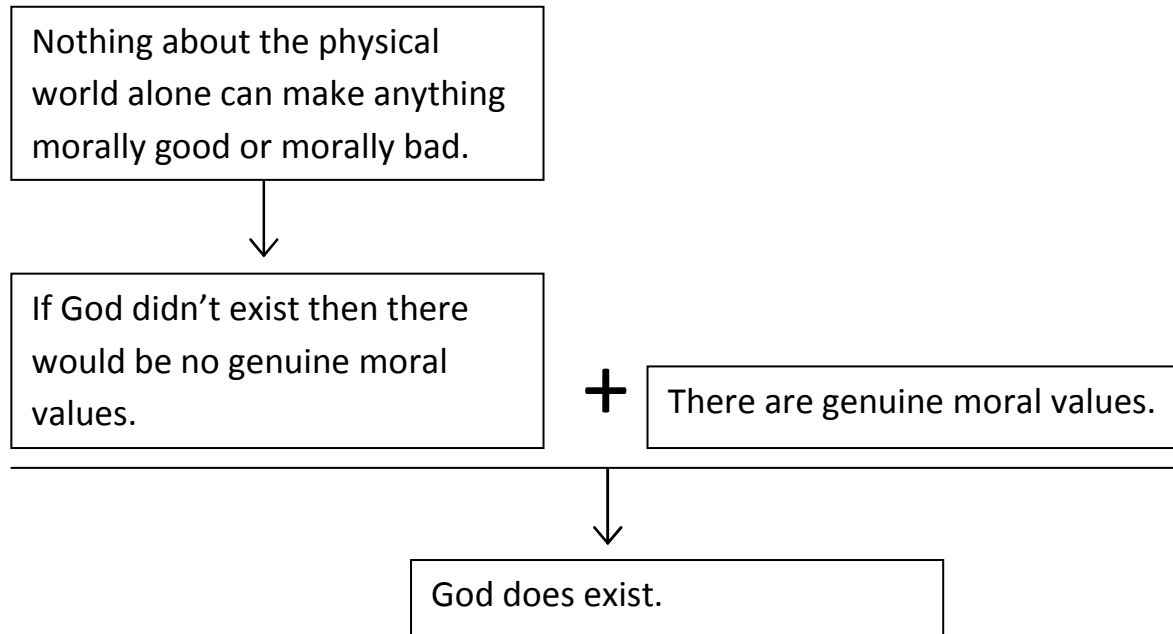 Nothing about the physical
world alone can make anything
morally good or morally bad.
If God didn’t exist then there
would be no genuine moral
values.
+
There are genuine moral values.
God does exist.